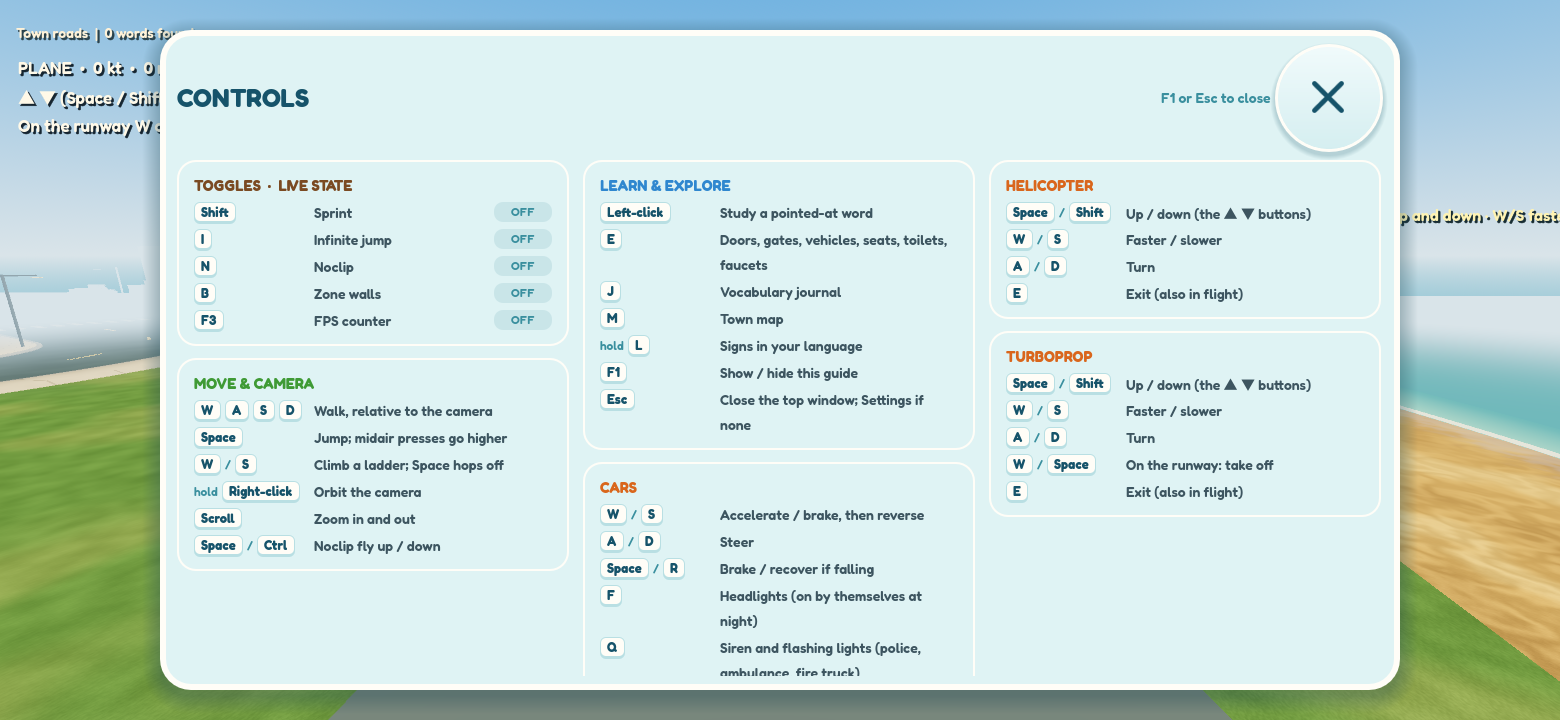 Town roads | 0 words
PLANE • 0 kt • 0
▲ ▼ (Space / Shift
On the runway W
CONTROLS
F1 or Esc to close
TOGGLES · LIVE STATE
Shift Sprint OFF
I Infinite jump OFF
N Noclip OFF
B Zone walls OFF
F3 FPS counter OFF
MOVE & CAMERA
W A S D Walk, relative to the camera
Space Jump; midair presses go higher
W / S Climb a ladder; Space hops off
hold Right-click Orbit the camera
Scroll Zoom in and out
Space / Ctrl Noclip fly up / down
LEARN & EXPLORE
Left-click Study a pointed-at word
E Doors, gates, vehicles, seats, toilets,
faucets
J Vocabulary journal
M Town map
hold L Signs in your language
F1 Show / hide this guide
Esc Close the top window; Settings if
none
CARS
W / S Accelerate / brake, then reverse
A / D Steer
Space / R Brake / recover if falling
F Headlights (on by themselves at
night)
Q Siren and flashing lights (police,
ambulance, fire truck)
HELICOPTER
Space / Shift Up / down (the ▲ ▼ buttons)
W / S Faster / slower
A / D Turn
E Exit (also in flight)
TURBOPROP
Space / Shift Up / down (the ▲ ▼ buttons)
W / S Faster / slower
A / D Turn
W / Space On the runway: take off
E Exit (also in flight)
p and down · W/S fast